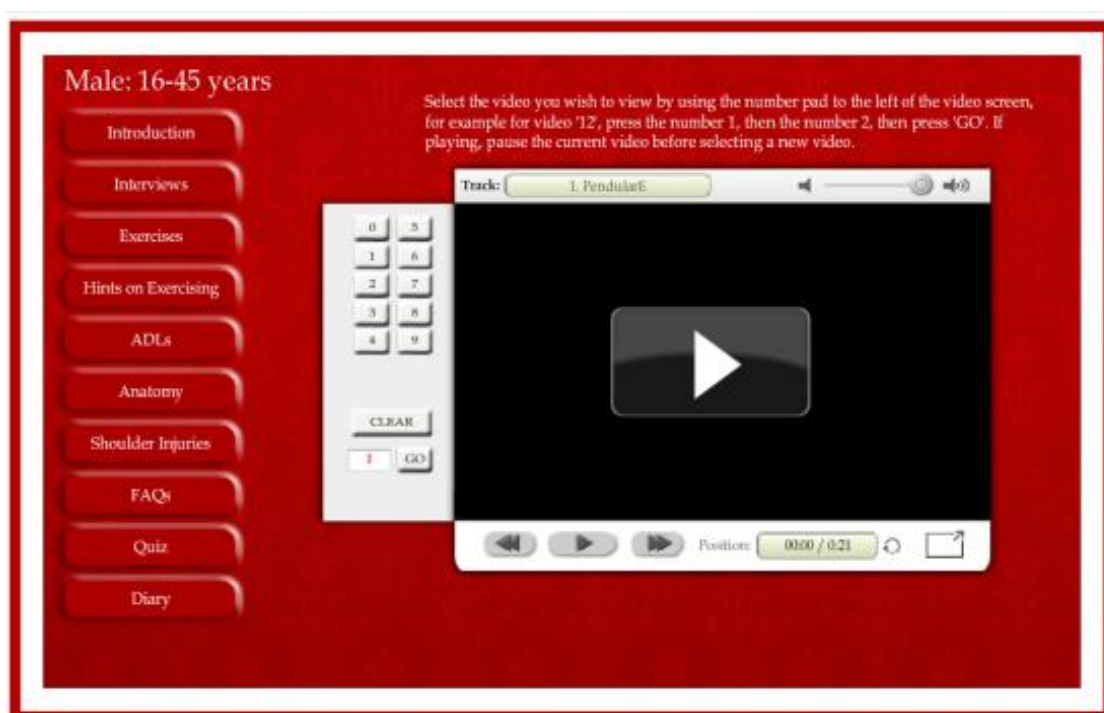 Male: 16-45 years
Introduction
Interviews
Exercises
Hints on Exercising
ADLs
Anatomy
Shoulder Injuries
FAQs
Quiz
Diary
Select the video you wish to view by using the number pad to the left of the video screen,
for example for video '12', press the number 1, then the number 2, then press 'GO'. If
playing, pause the current video before selecting a new video.
Track: 1. PendularE
0 5
1 6
2 7
3 8
4 9
CLEAR
GO
Position: 00:00 / 0:21